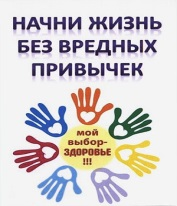 НАЧНИ ЖИЗНЬ
БЕЗ ВРЕДНЫХ
ПРИВЫЧЕК
мой
выбор-
ЗДОРОВЬЕ
!!!